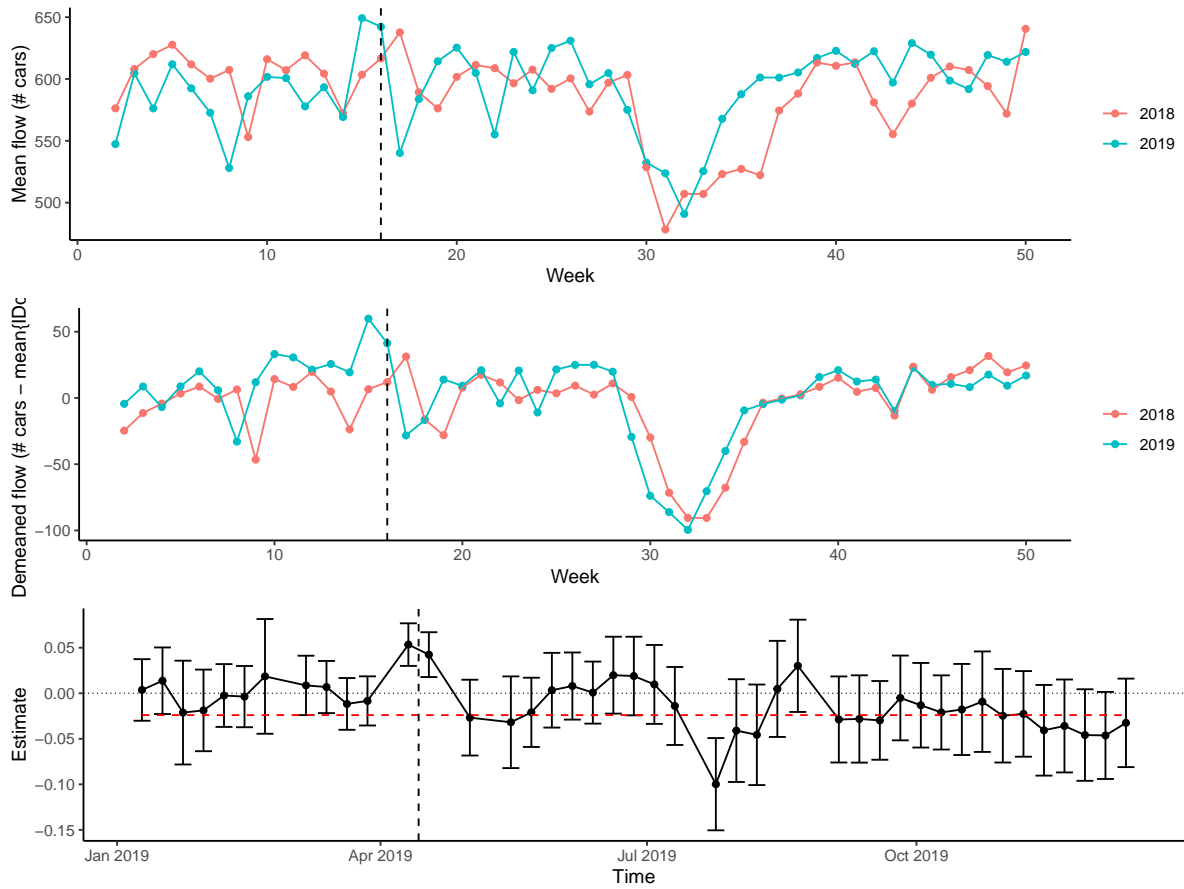 Mean flow (# cars)
650
600
550
500
0
10
20
30
40
50
Week
2018
2019
Demeaned flow (# cars − mean{IDc
50
0
−50
−100
0
10
20
30
40
50
Week
2018
2019
Estimate
0.05
0.00
−0.05
−0.10
−0.15
Jan 2019
Apr 2019
Jul 2019
Oct 2019
Time